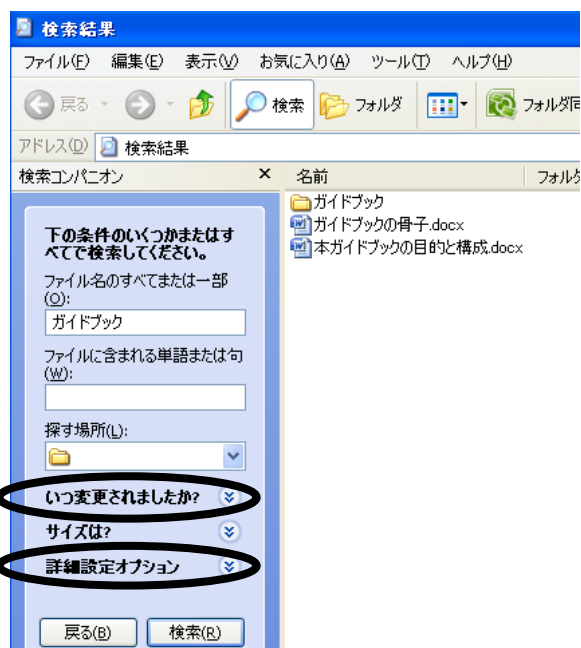 検索結果
ファイル(F) 編集(E) 表示(V) お気に入り(A) ツール(T) ヘルプ(H)
戻る 検索 フォルダ フォルダ同
アドレス(D) 検索結果
検索コンパニオン × 名前 フォルダ
下の条件のいくつかまたはす
べてで検索してください。
ファイル名のすべてまたは一部
(O):
ガイドブック
ファイルに含まれる単語または句
(W):
探す場所(L):
いつ変更されましたか?
サイズは?
詳細設定オプション
戻る(B) 検索(R)
ガイドブック
ガイドブックの骨子.docx
本ガイドブックの目的と構成.docx